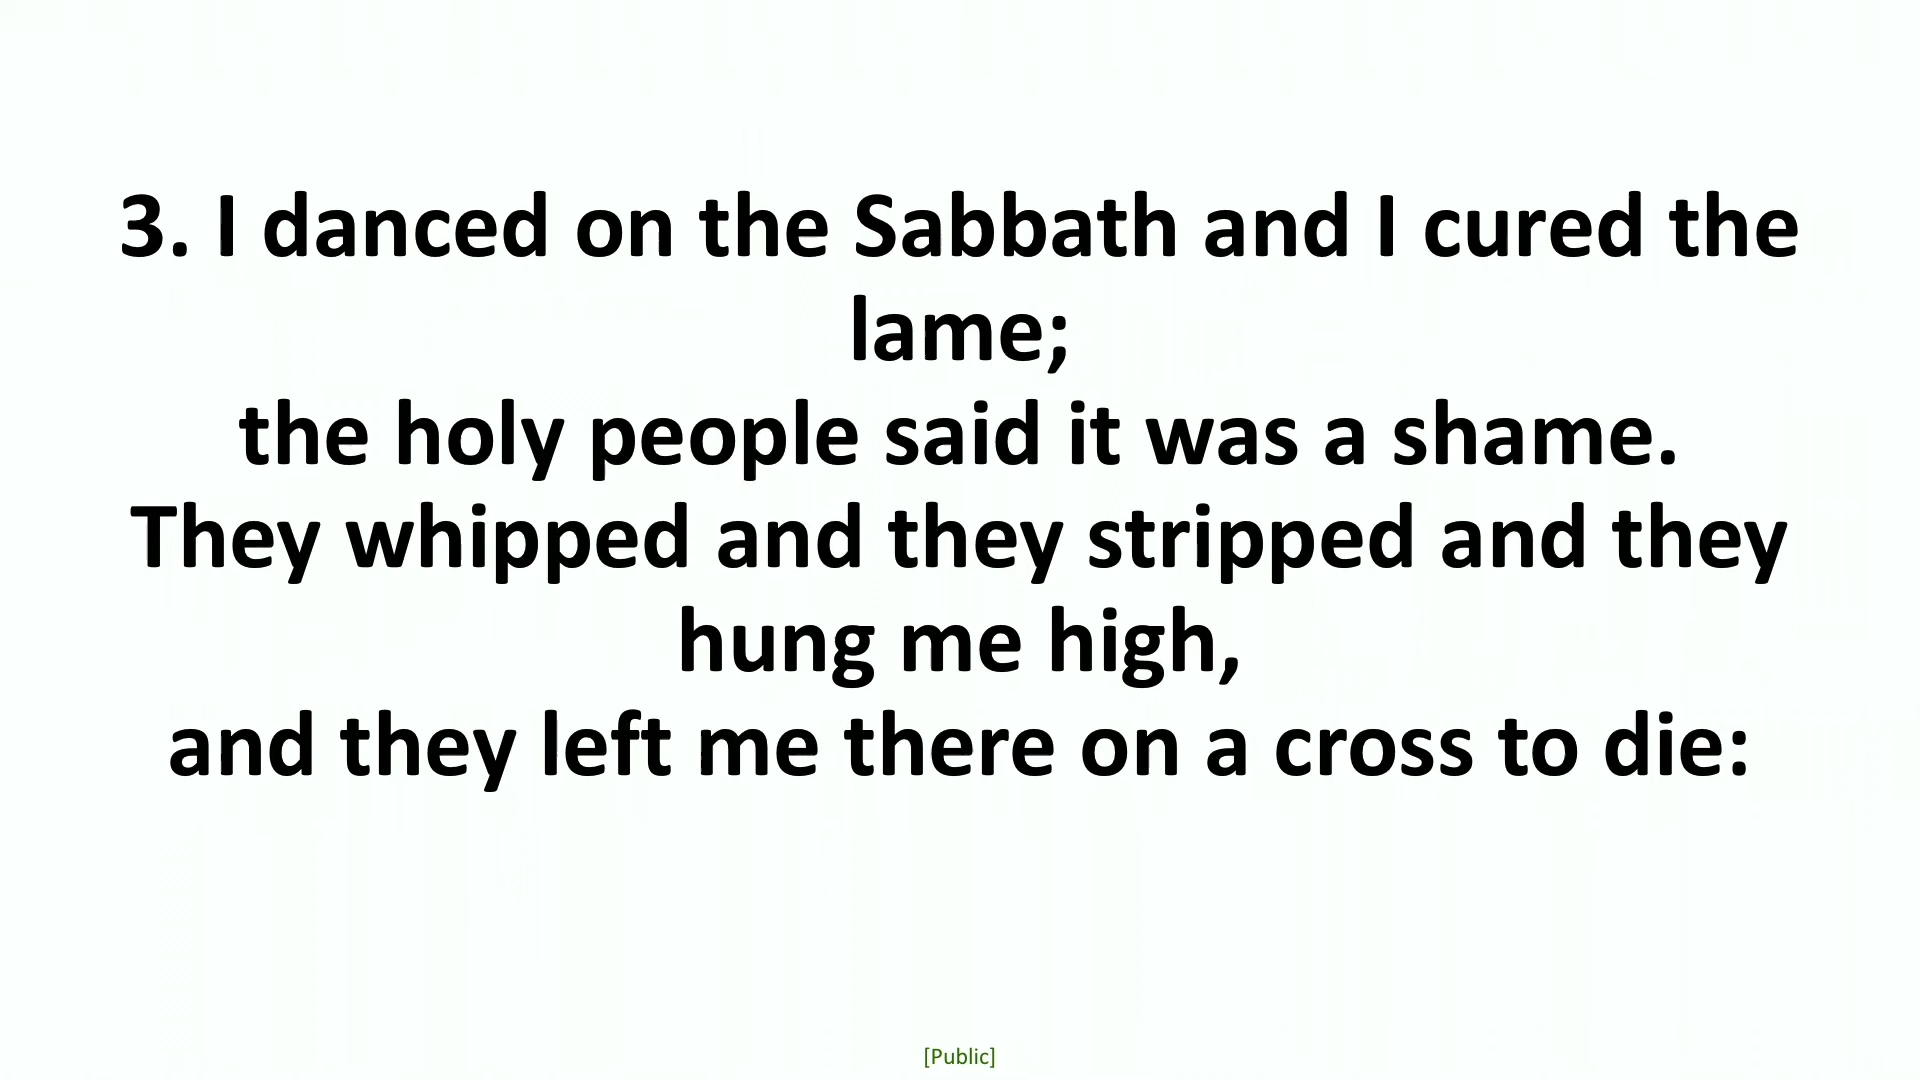 3. I danced on the Sabbath and I cured the
lame;
the holy people said it was a shame.
They whipped and they stripped and they
hung me high,
and they left me there on a cross to die:
[Public]